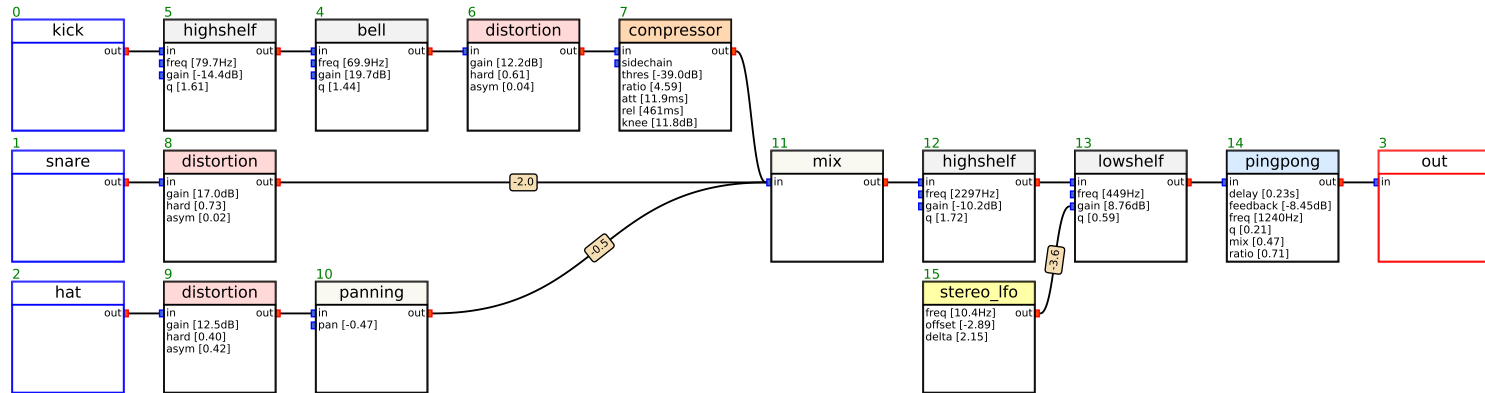 0
kick
out
5
highshelf
in out
freq [79.7Hz]
gain [-14.4dB]
q [1.61]
4
bell
in out
freq [69.9Hz]
gain [19.7dB]
q [1.44]
6
distortion
in out
gain [12.2dB]
hard [0.61]
asym [0.04]
7
compressor
in out
sidechain
thres [-39.0dB]
ratio [4.59]
att [11.9ms]
rel [461ms]
knee [11.8dB]
1
snare
out
8
distortion
in out
gain [17.0dB]
hard [0.73]
asym [0.02]
-2.0
11
mix
in out
12
highshelf
in out
freq [2297Hz]
gain [-10.2dB]
q [1.72]
13
lowshelf
in out
freq [449Hz]
gain [8.76dB]
q [0.59]
14
pingpong
in out
delay [0.23s]
feedback [-8.45dB]
freq [1240Hz]
q [0.21]
mix [0.47]
ratio [0.71]
3
out
in
2
hat
out
9
distortion
in out
gain [12.5dB]
hard [0.40]
asym [0.42]
10
panning
in out
pan [-0.47]
-0.5
15
stereo_lfo
freq [10.4Hz] out
offset [-2.89]
delta [2.15]
-3.6